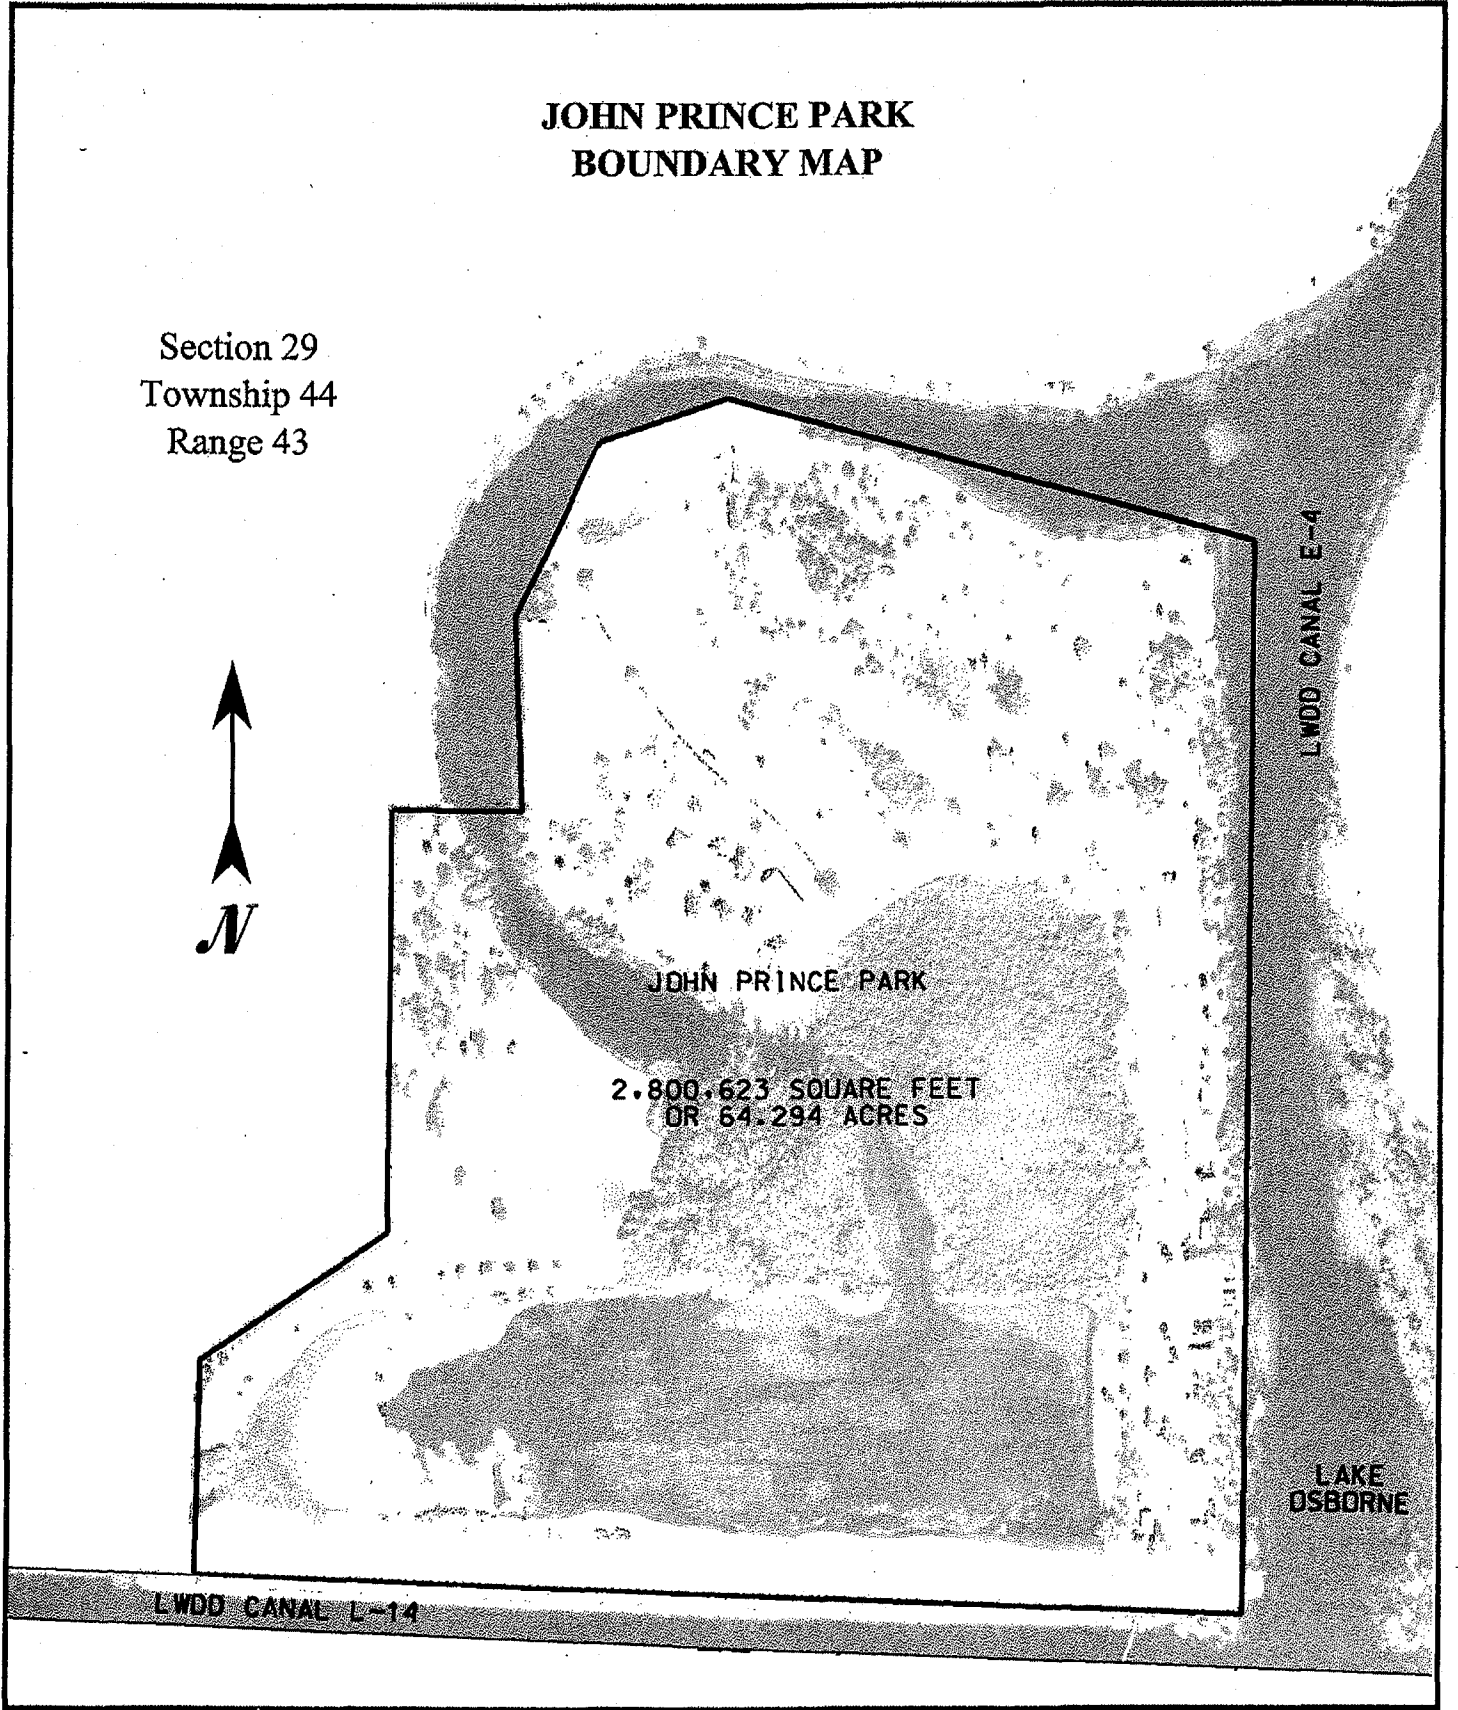 JOHN PRINCE PARK
BOUNDARY MAP
Section 29
Township 44
Range 43
N
LWDD CANAL E-4
JOHN PRINCE PARK
2,800,623 SQUARE FEET
OR 64.294 ACRES
LAKE
OSBORNE
LWDD CANAL L-14